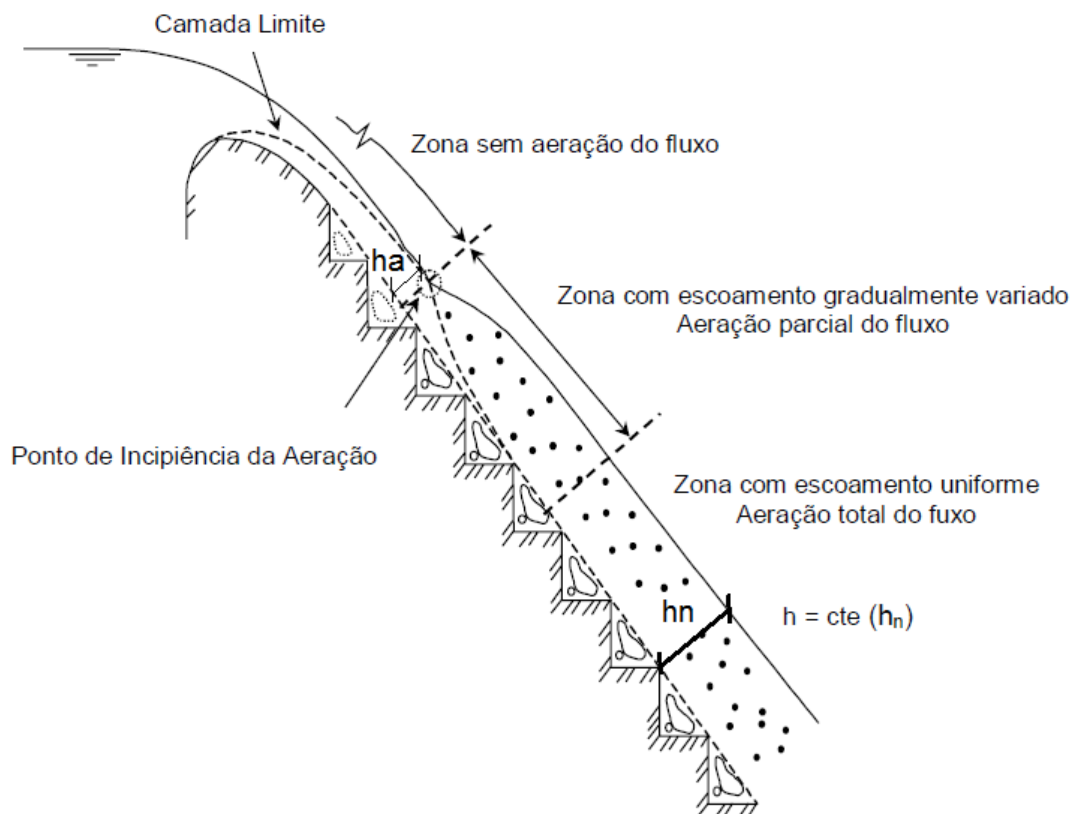 Camada Limite
Zona sem aeração do fluxo
ha
Zona com escoamento gradualmente variado
Aeração parcial do fluxo
Ponto de Incipiência da Aeração
Zona com escoamento uniforme
Aeração total do fuxo
hn
h = cte (hn)